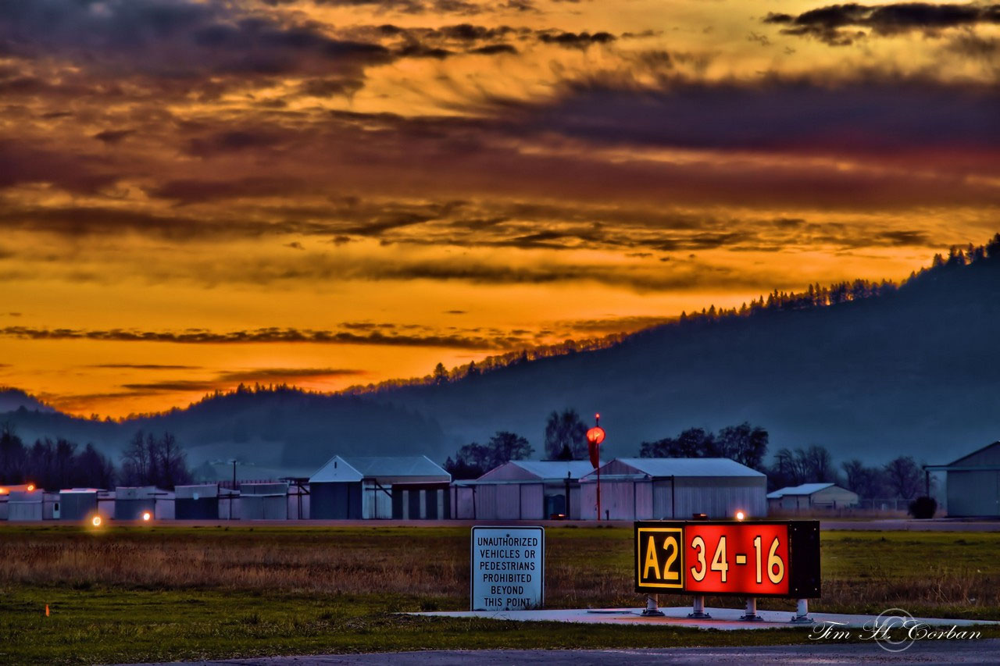 UNAUTHORIZED
VEHICLES OR
PEDESTRIANS
PROHIBITED
BEYOND
THIS POINT
A2 34-16
© Tim H. Corban